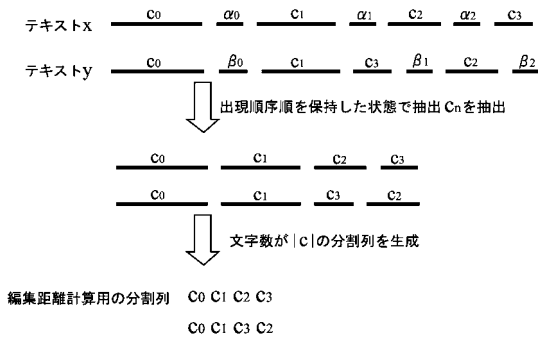 テキストx c0 α0 c1 α1 c2 α2 c3
テキストy c0 β0 c1 c3 β1 c2 β2
出現順序順を保持した状態で抽出 cnを抽出
c0 c1 c2 c3
c0 c1 c3 c2
文字数が|c|の分割列を生成
編集距離計算用の分割列 c0 c1 c2 c3
c0 c1 c3 c2